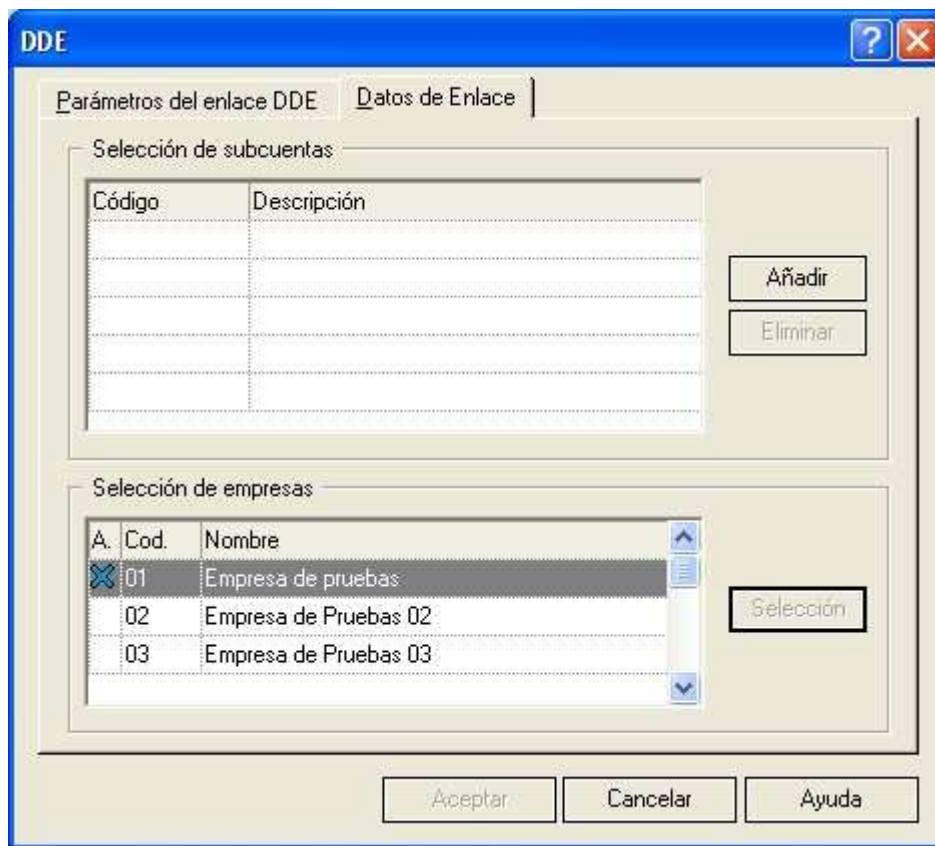 DDE
Parámetros del enlace DDE Datos de Enlace
Selección de subcuentas
Código Descripción
Añadir
Eliminar
Selección de empresas
A. Cod. Nombre
01 Empresa de pruebas
02 Empresa de Pruebas 02
03 Empresa de Pruebas 03
Selección
Aceptar Cancelar Ayuda